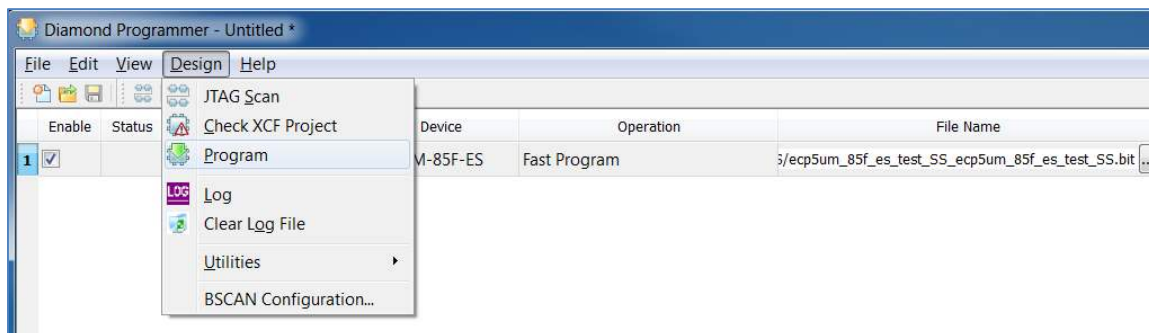 Diamond Programmer - Untitled *
File Edit View Design Help
JTAG Scan
Enable Status Check XCF Project Device Operation File Name
1 Program M-85F-ES Fast Program S/ecp5um_85f_es_test_SS_ecp5um_85f_es_test_SS.bit ...
LOG Log
Clear Log File
Utilities
BSCAN Configuration...